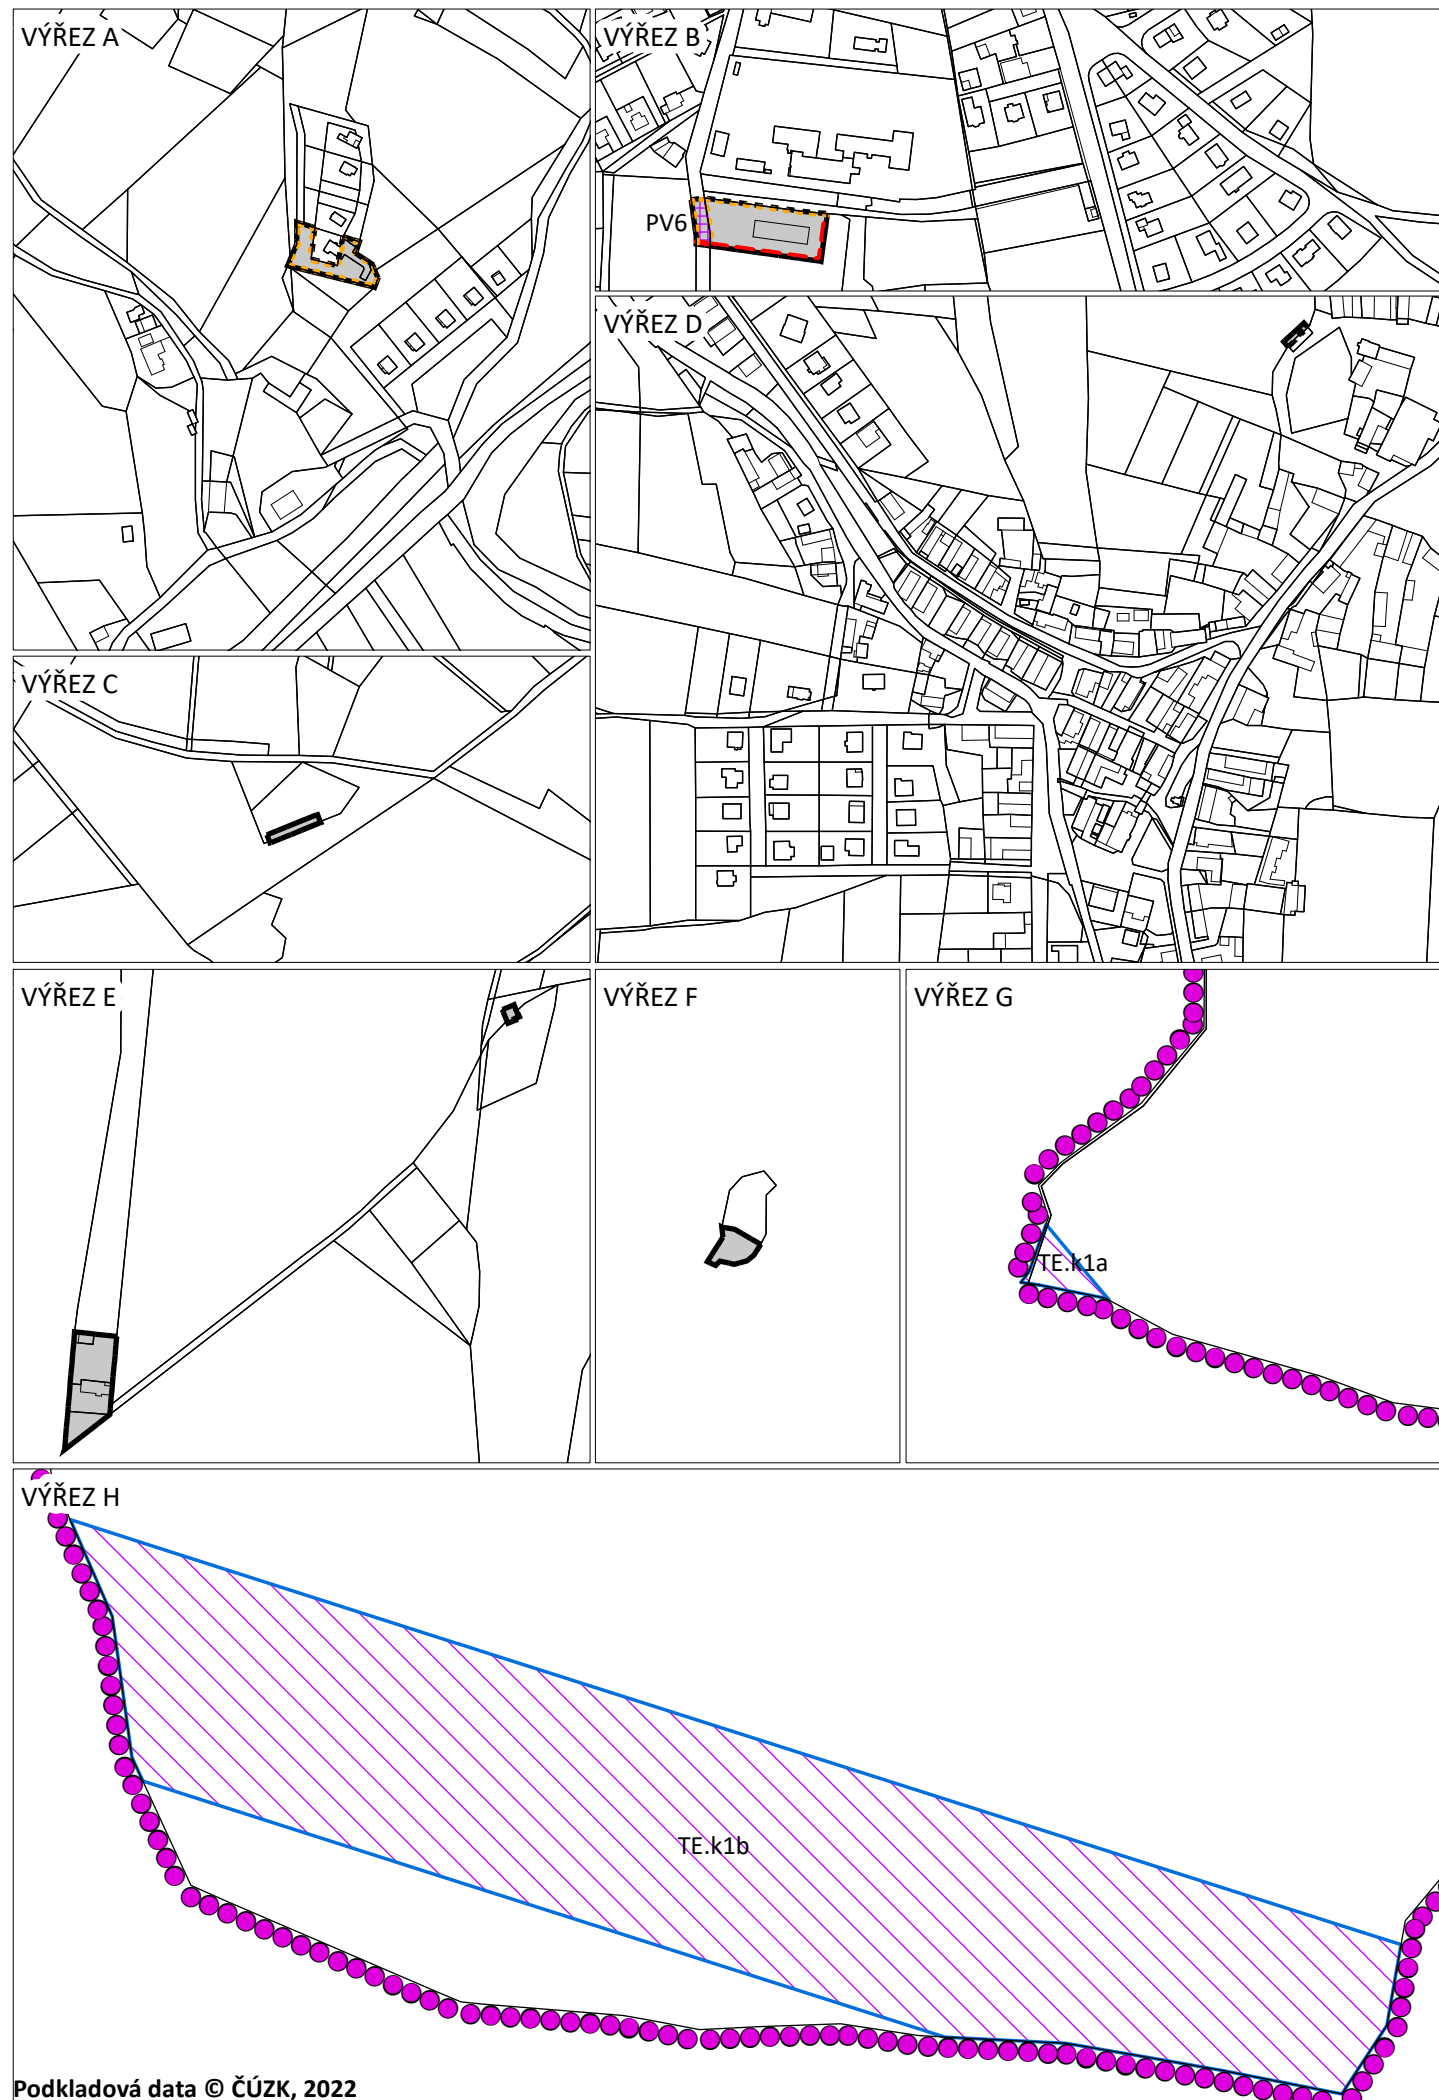 VÝŘEZ A
VÝŘEZ B
PV6
VÝŘEZ D
VÝŘEZ C
VÝŘEZ E
VÝŘEZ F
VÝŘEZ G
TE.k1a
VÝŘEZ H
TE.k1b
Podkladová data © ČÚZK, 2022